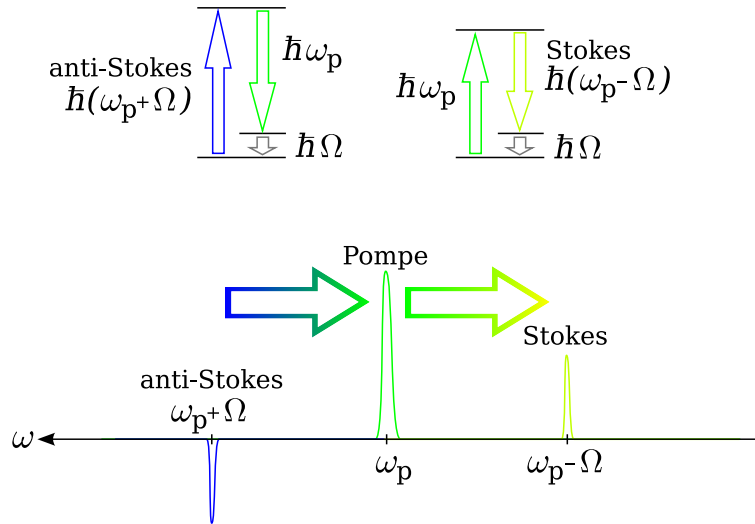 anti-Stokes
ħ(ωp+Ω)
ħωp
ħΩ
ħωp
Stokes
ħ(ωp-Ω)
ħΩ
Pompe
Stokes
anti-Stokes
ωp+Ω
ω
ωp
ωp-Ω